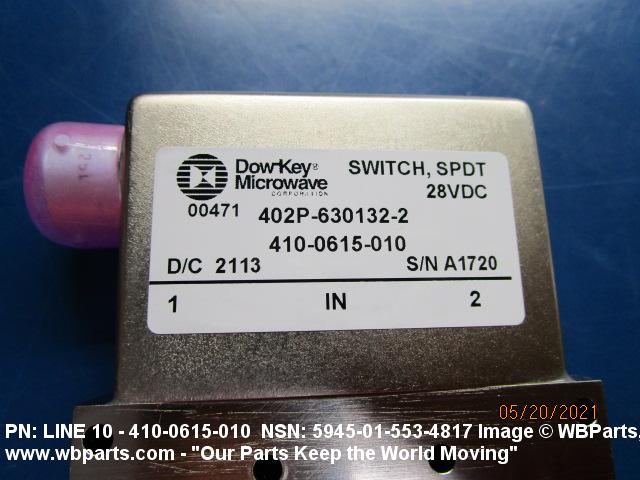 Dow-Key® Microwave CORPORATION
SWITCH, SPDT
28VDC
00471 402P-630132-2
410-0615-010
D/C 2113 S/N A1720
1 IN 2
05/20/2021
PN: LINE 10 - 410-0615-010 NSN: 5945-01-553-4817 Image © WBParts,
www.wbparts.com - "Our Parts Keep the World Moving"